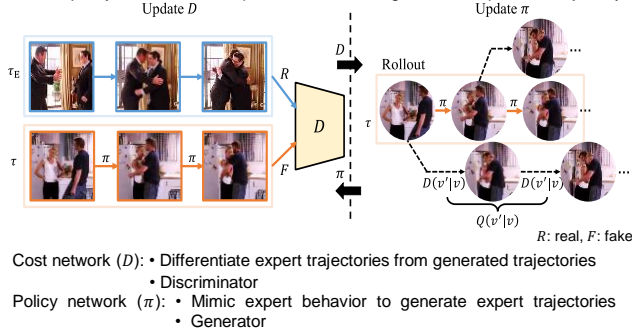 Update D
Update π
D
τE
R
Rollout
π
π
...
...
D
τ
π
π
F
π
τ
D(v'|v)
D(v'|v)
...
Q(v'|v)
R: real, F: fake
Cost network (D): • Differentiate expert trajectories from generated trajectories
• Discriminator
Policy network (π): • Mimic expert behavior to generate expert trajectories
• Generator